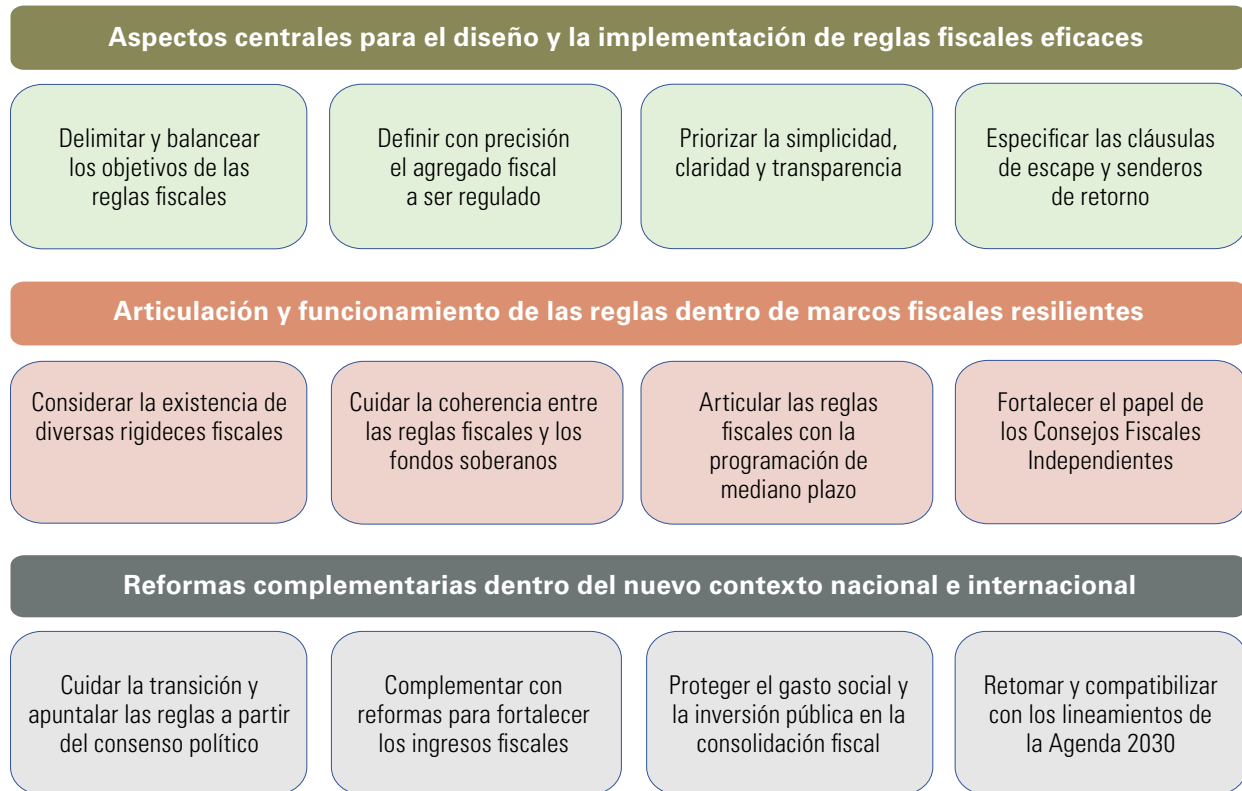 Aspectos centrales para el diseño y la implementación de reglas fiscales eficaces
Delimitar y balancear
los objetivos de las
reglas fiscales
Definir con precisión
el agregado fiscal
a ser regulado
Priorizar la simplicidad,
claridad y transparencia
Especificar las cláusulas
de escape y senderos
de retorno
Articulación y funcionamiento de las reglas dentro de marcos fiscales resilientes
Considerar la existencia de
diversas rigideces fiscales
Cuidar la coherencia entre
las reglas fiscales y los
fondos soberanos
Articular las reglas
fiscales con la
programación de
mediano plazo
Fortalecer el papel de
los Consejos Fiscales
Independientes
Reformas complementarias dentro del nuevo contexto nacional e internacional
Cuidar la transición y
apuntalar las reglas a partir
del consenso político
Complementar con
reformas para fortalecer
los ingresos fiscales
Proteger el gasto social y
la inversión pública en la
consolidación fiscal
Retomar y compatibilizar
con los lineamientos de
la Agenda 2030